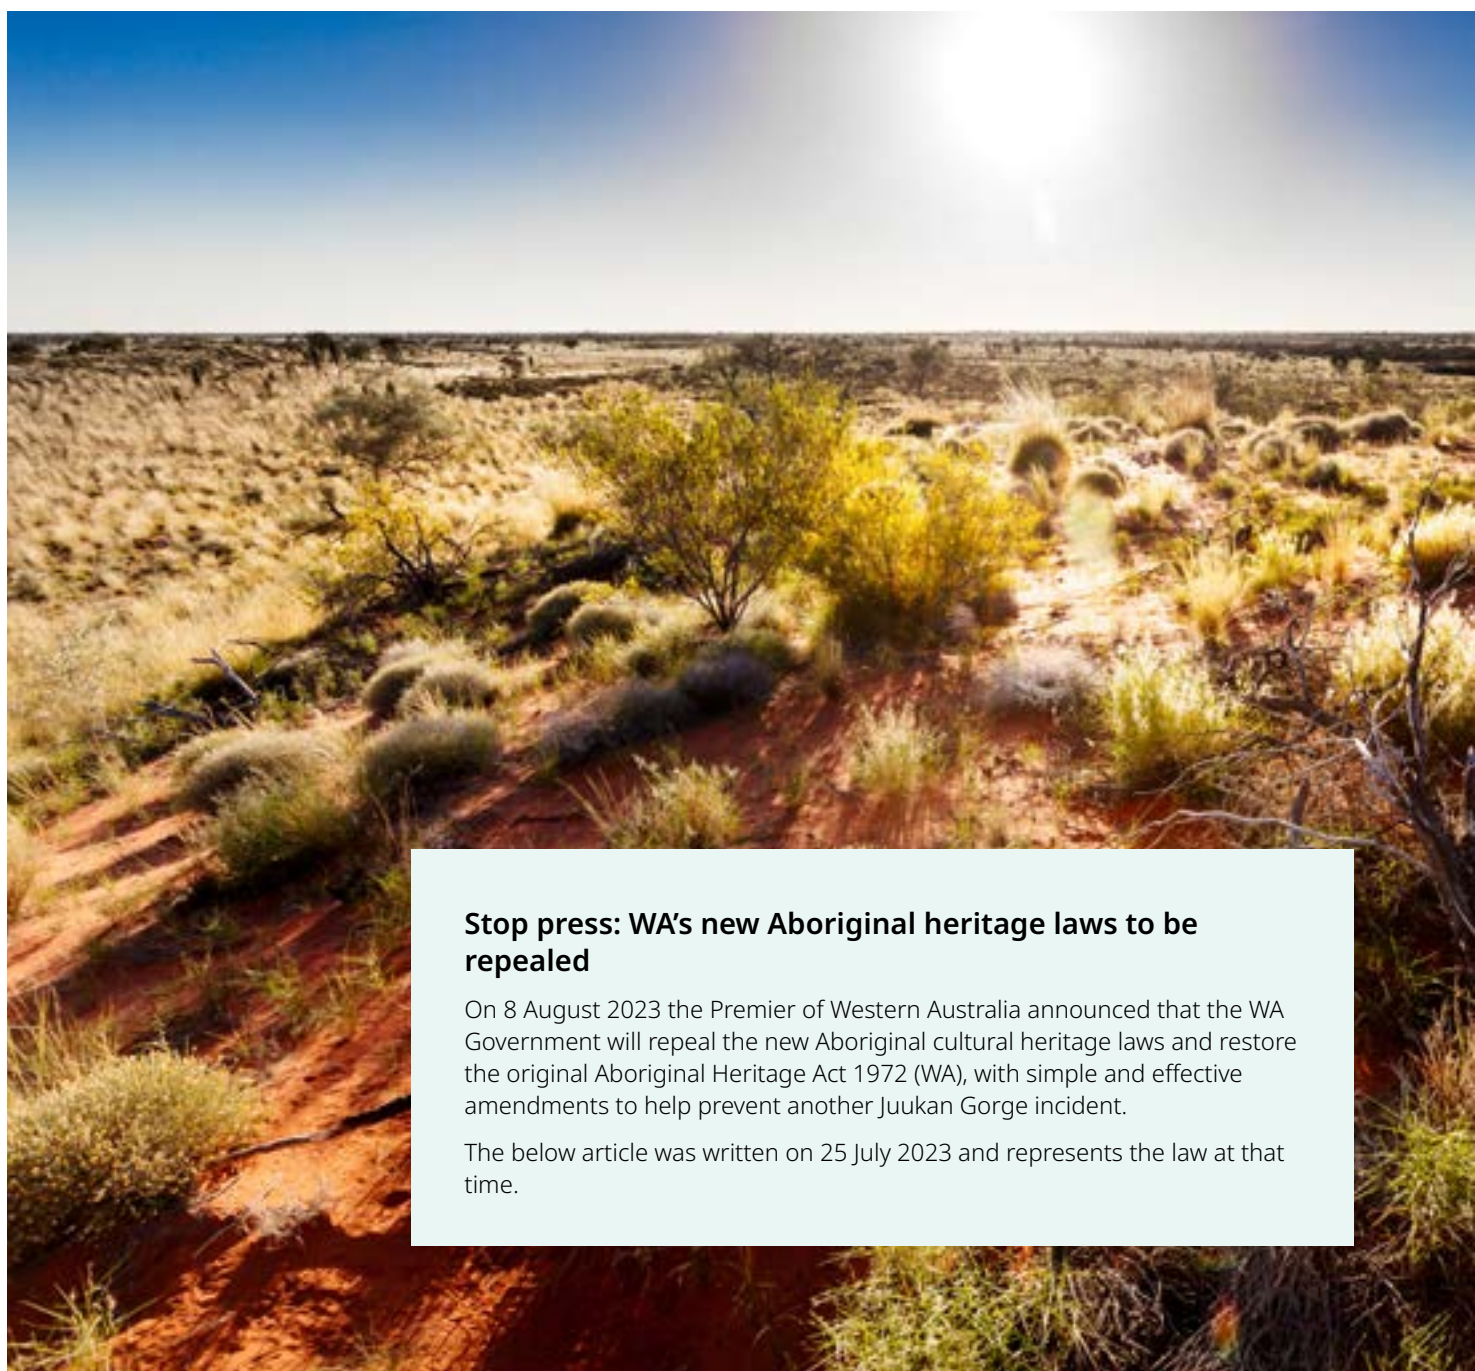 Stop press: WA's new Aboriginal heritage laws to be
repealed
On 8 August 2023 the Premier of Western Australia announced that the WA
Government will repeal the new Aboriginal cultural heritage laws and restore
the original Aboriginal Heritage Act 1972 (WA), with simple and effective
amendments to help prevent another Juukan Gorge incident.
The below article was written on 25 July 2023 and represents the law at that
time.